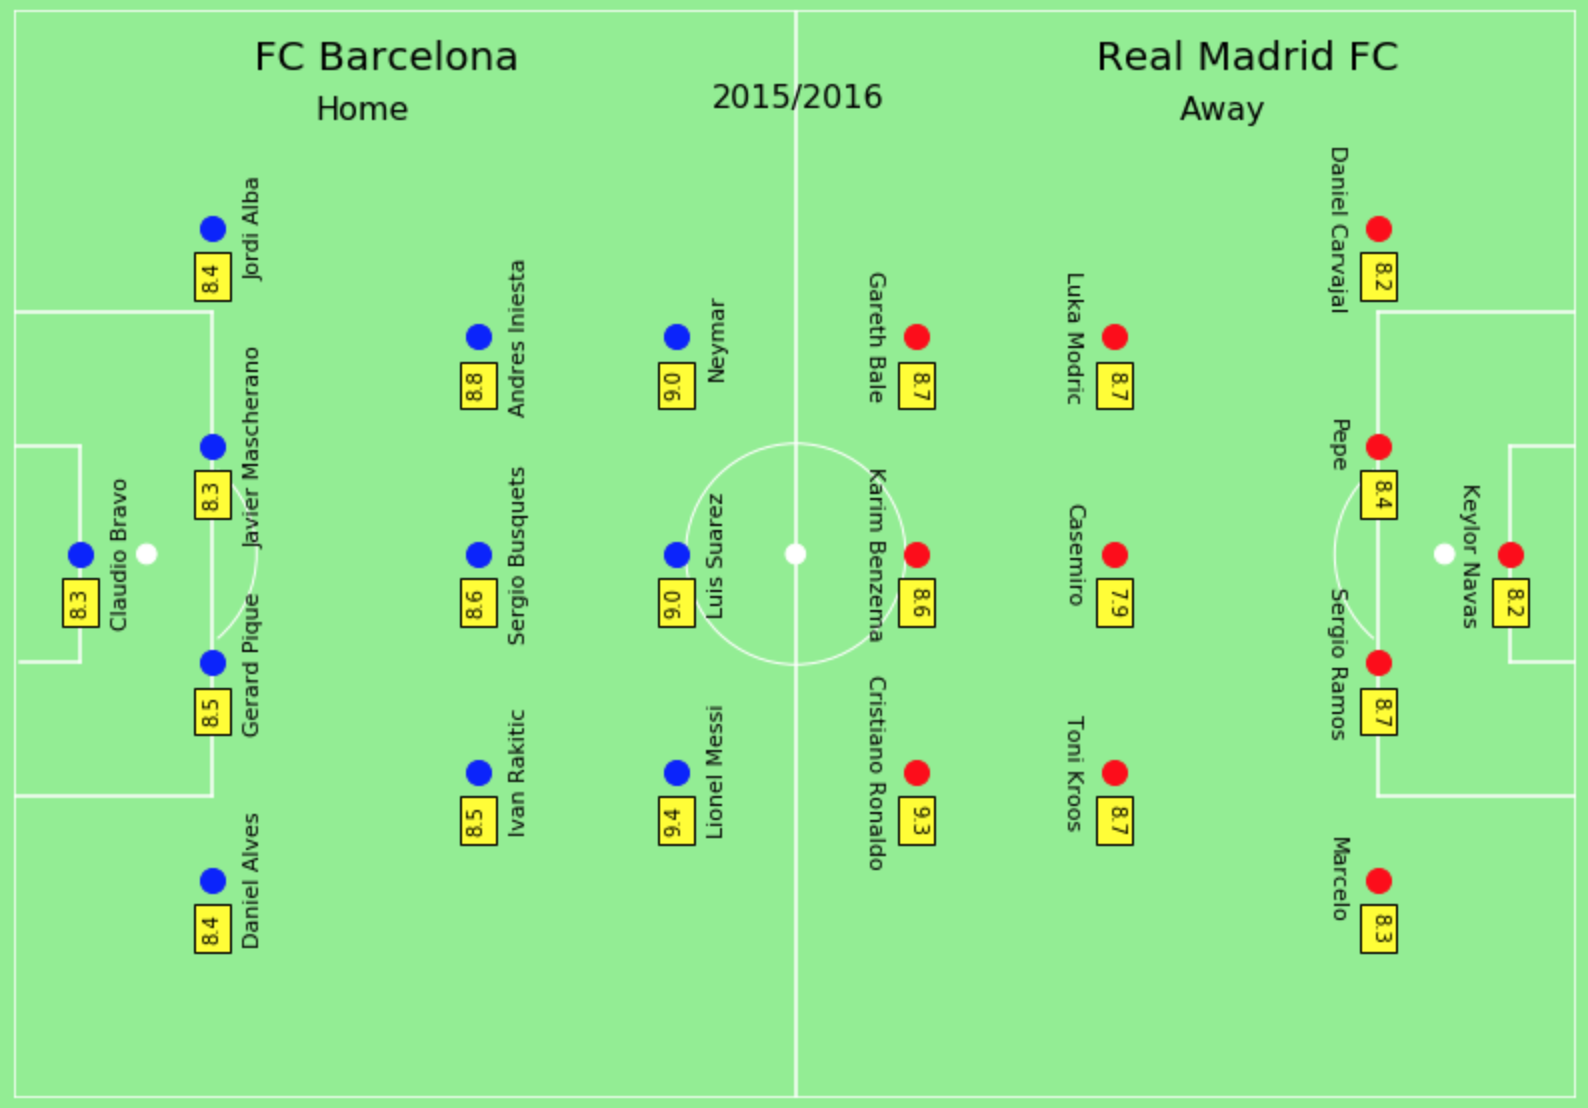 FC Barcelona
Home
2015/2016
Real Madrid FC
Away
Claudio Bravo
8.3
Jordi Alba
8.4
Javier Mascherano
8.3
Gerard Pique
8.5
Daniel Alves
8.4
Andres Iniesta
8.8
Sergio Busquets
8.6
Ivan Rakitic
8.5
Neymar
9.0
Luis Suarez
9.0
Lionel Messi
9.4
Gareth Bale
8.7
Karim Benzema
8.6
Cristiano Ronaldo
9.3
Luka Modric
8.7
Casemiro
7.9
Toni Kroos
8.7
Daniel Carvajal
8.2
Pepe
8.4
Sergio Ramos
8.7
Marcelo
8.3
Keylor Navas
8.2